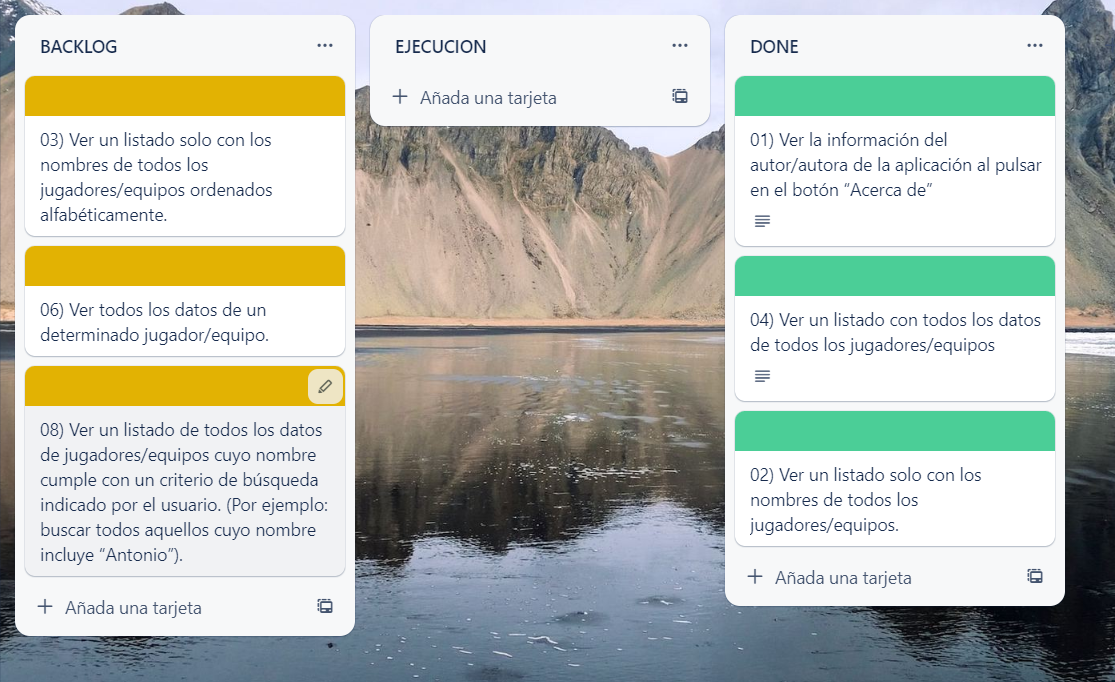 BACKLOG
03) Ver un listado solo con los
nombres de todos los
jugadores/equipos ordenados
alfabéticamente.
06) Ver todos los datos de un
determinado jugador/equipo.
08) Ver un listado de todos los datos
de jugadores/equipos cuyo nombre
cumple con un criterio de búsqueda
indicado por el usuario. (Por ejemplo:
buscar todos aquellos cuyo nombre
incluye “Antonio”).
Añada una tarjeta
EJECUCION
Añada una tarjeta
DONE
01) Ver la información del
autor/autora de la aplicación al pulsar
en el botón “Acerca de”
04) Ver un listado con todos los datos
de todos los jugadores/equipos
02) Ver un listado solo con los
nombres de todos los
jugadores/equipos.
Añada una tarjeta